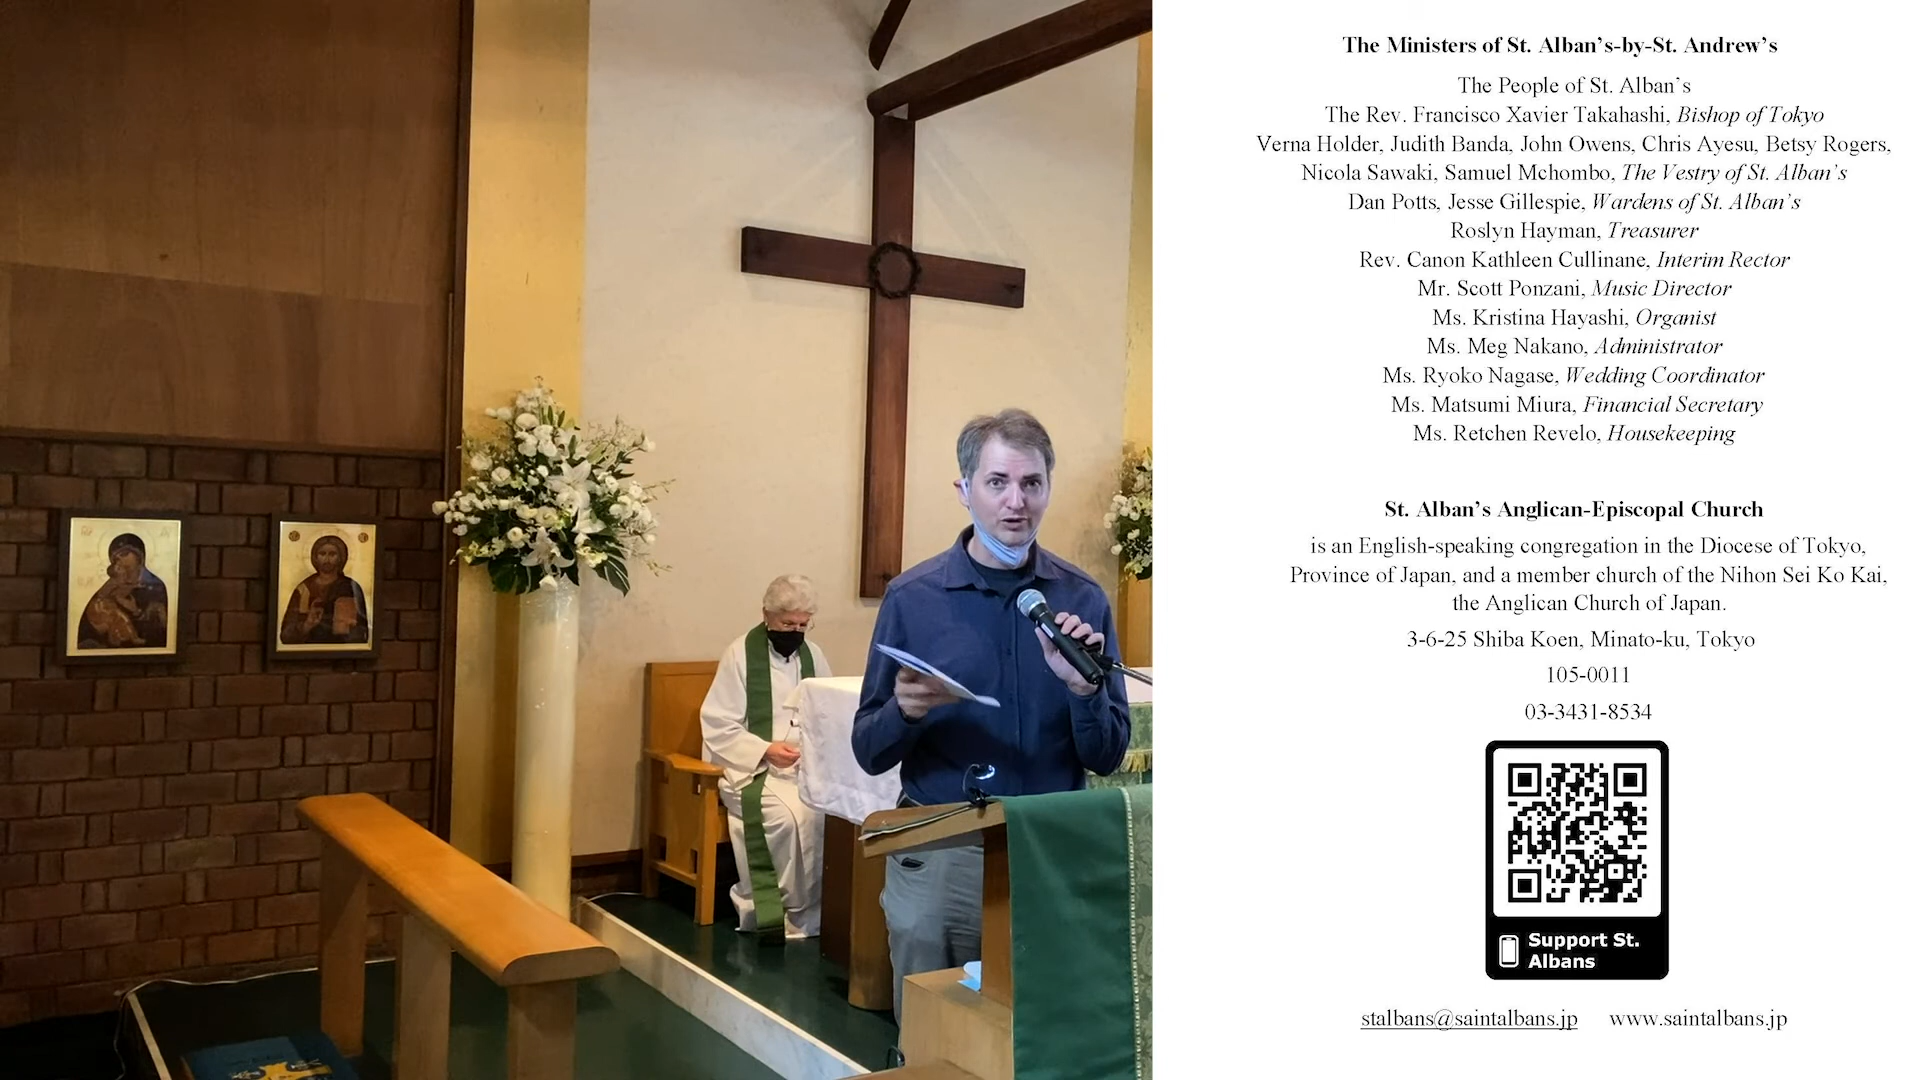 The Ministers of St. Alban's-by-St. Andrew's
The People of St. Alban's
The Rev. Francisco Xavier Takahashi, Bishop of Tokyo
Verna Holder, Judith Banda, John Owens, Chris Ayesu, Betsy Rogers,
Nicola Sawaki, Samuel Mchombo, The Vestry of St. Alban's
Dan Potts, Jesse Gillespie, Wardens of St. Alban's
Roslyn Hayman, Treasurer
Rev. Canon Kathleen Cullinane, Interim Rector
Mr. Scott Ponzani, Music Director
Ms. Kristina Hayashi, Organist
Ms. Meg Nakano, Administrator
Ms. Ryoko Nagase, Wedding Coordinator
Ms. Matsumi Miura, Financial Secretary
Ms. Retchen Revelo, Housekeeping
St. Alban's Anglican-Episcopal Church
is an English-speaking congregation in the Diocese of Tokyo,
Province of Japan, and a member church of the Nihon Sei Ko Kai,
the Anglican Church of Japan.
3-6-25 Shiba Koen, Minato-ku, Tokyo
105-0011
03-3431-8534
Support St.
Albans
stalbans@saintalbans.jp www.saintalbans.jp